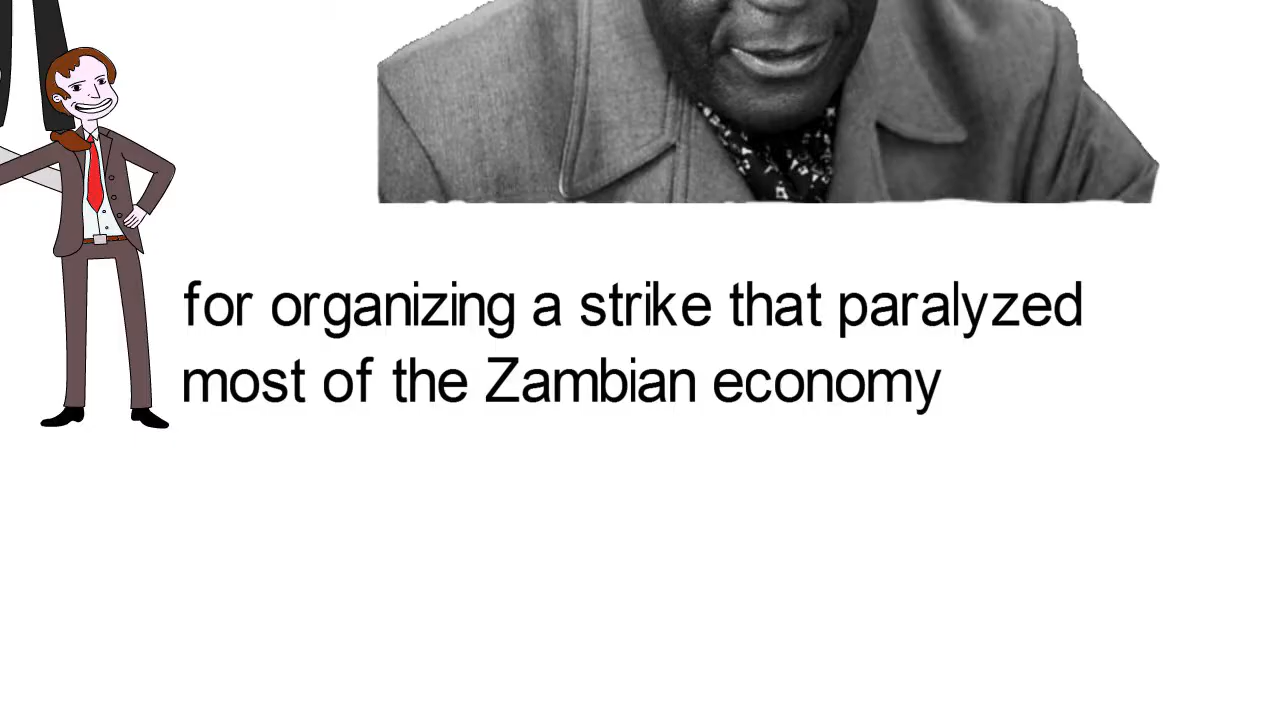 for organizing a strike that paralyzed
most of the Zambian economy